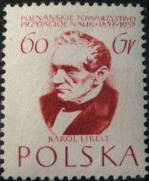 POZNAŃSKIE TOWARZYSTWO
PRZYJACIÓŁ NAUK • 1857-1957
60 Gr
KAROL LIBELT
POLSKA